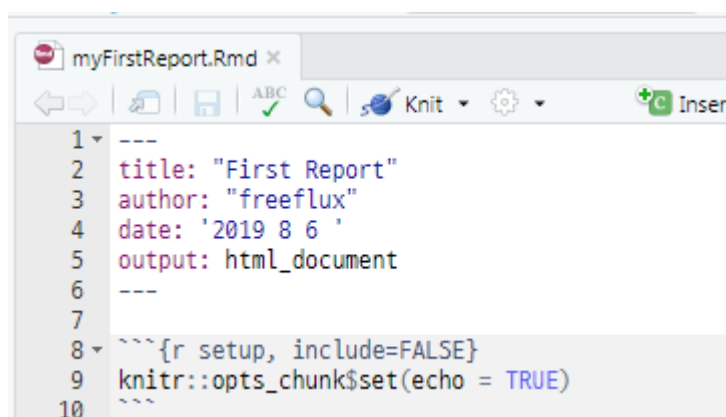 myFirstReport.Rmd
ABC Knit Inser
1 ---
2 title: "First Report"
3 author: "freeflux"
4 date: '2019 8 6 '
5 output: html_document
6 ---
7
8 ```{r setup, include=FALSE}
9 knitr::opts_chunk$set(echo = TRUE)
10 ```